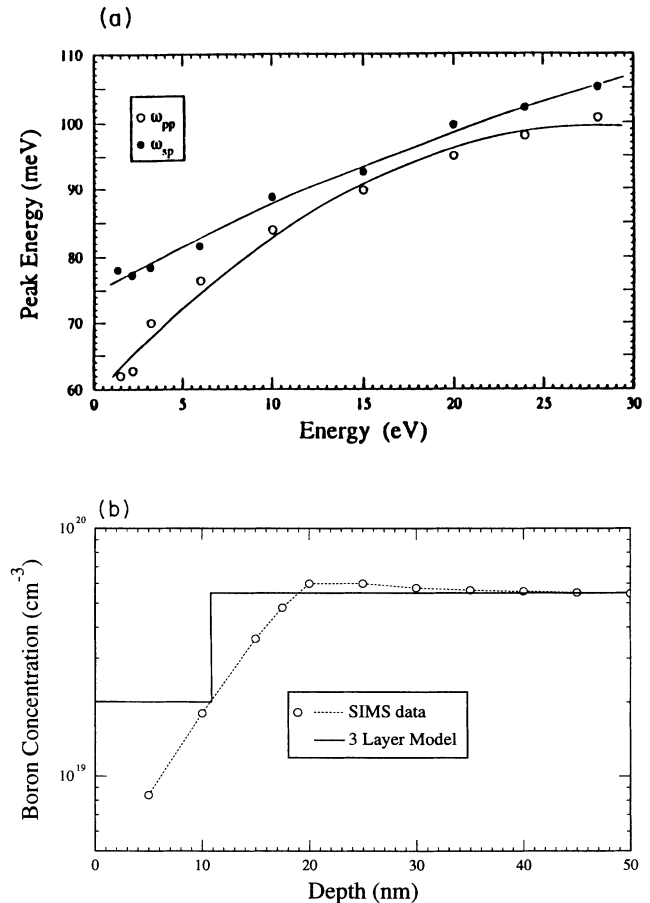 (a)
110
100
90
80
70
60
Peak Energy (meV)
ω_pp
ω_sp
0 5 10 15 20 25 30
Energy (eV)
(b)
10^20
10^19
Boron Concentration (cm^-3)
SIMS data
3 Layer Model
0 10 20 30 40 50
Depth (nm)